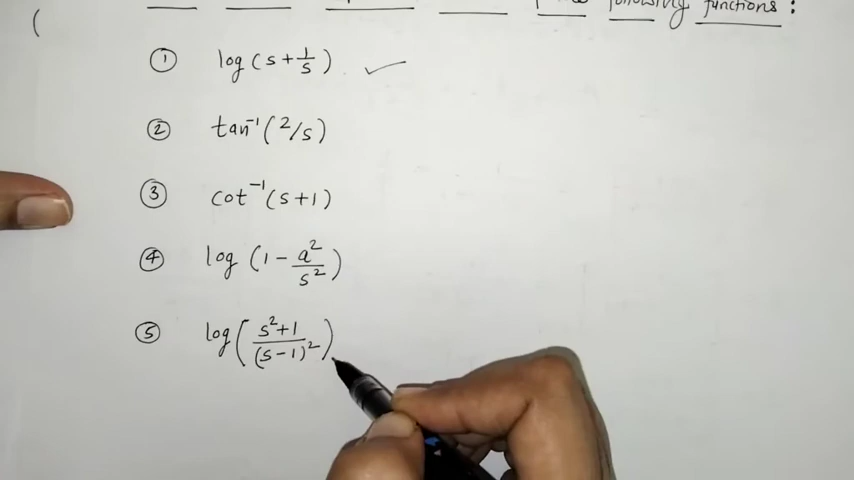 following functions :
① log (s + 1/s)
② tan⁻¹ (2/s)
③ cot⁻¹ (s+1)
④ log (1 - a²/s²)
⑤ log ( s²+1 / (s-1)² )